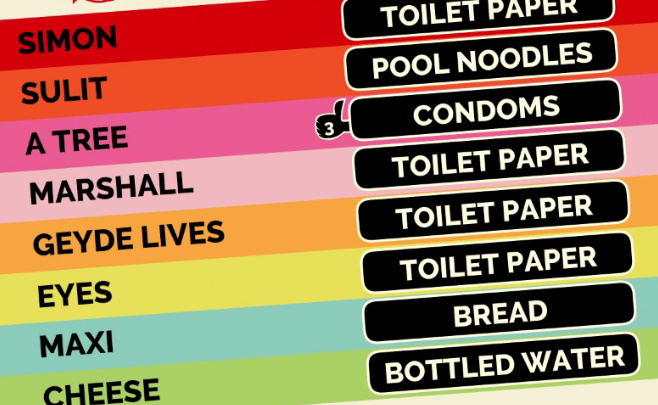 SIMON TOILET PAPER
SULIT POOL NOODLES
A TREE 3 CONDOMS
MARSHALL TOILET PAPER
GEYDE LIVES TOILET PAPER
EYES TOILET PAPER
MAXI BREAD
CHEESE BOTTLED WATER